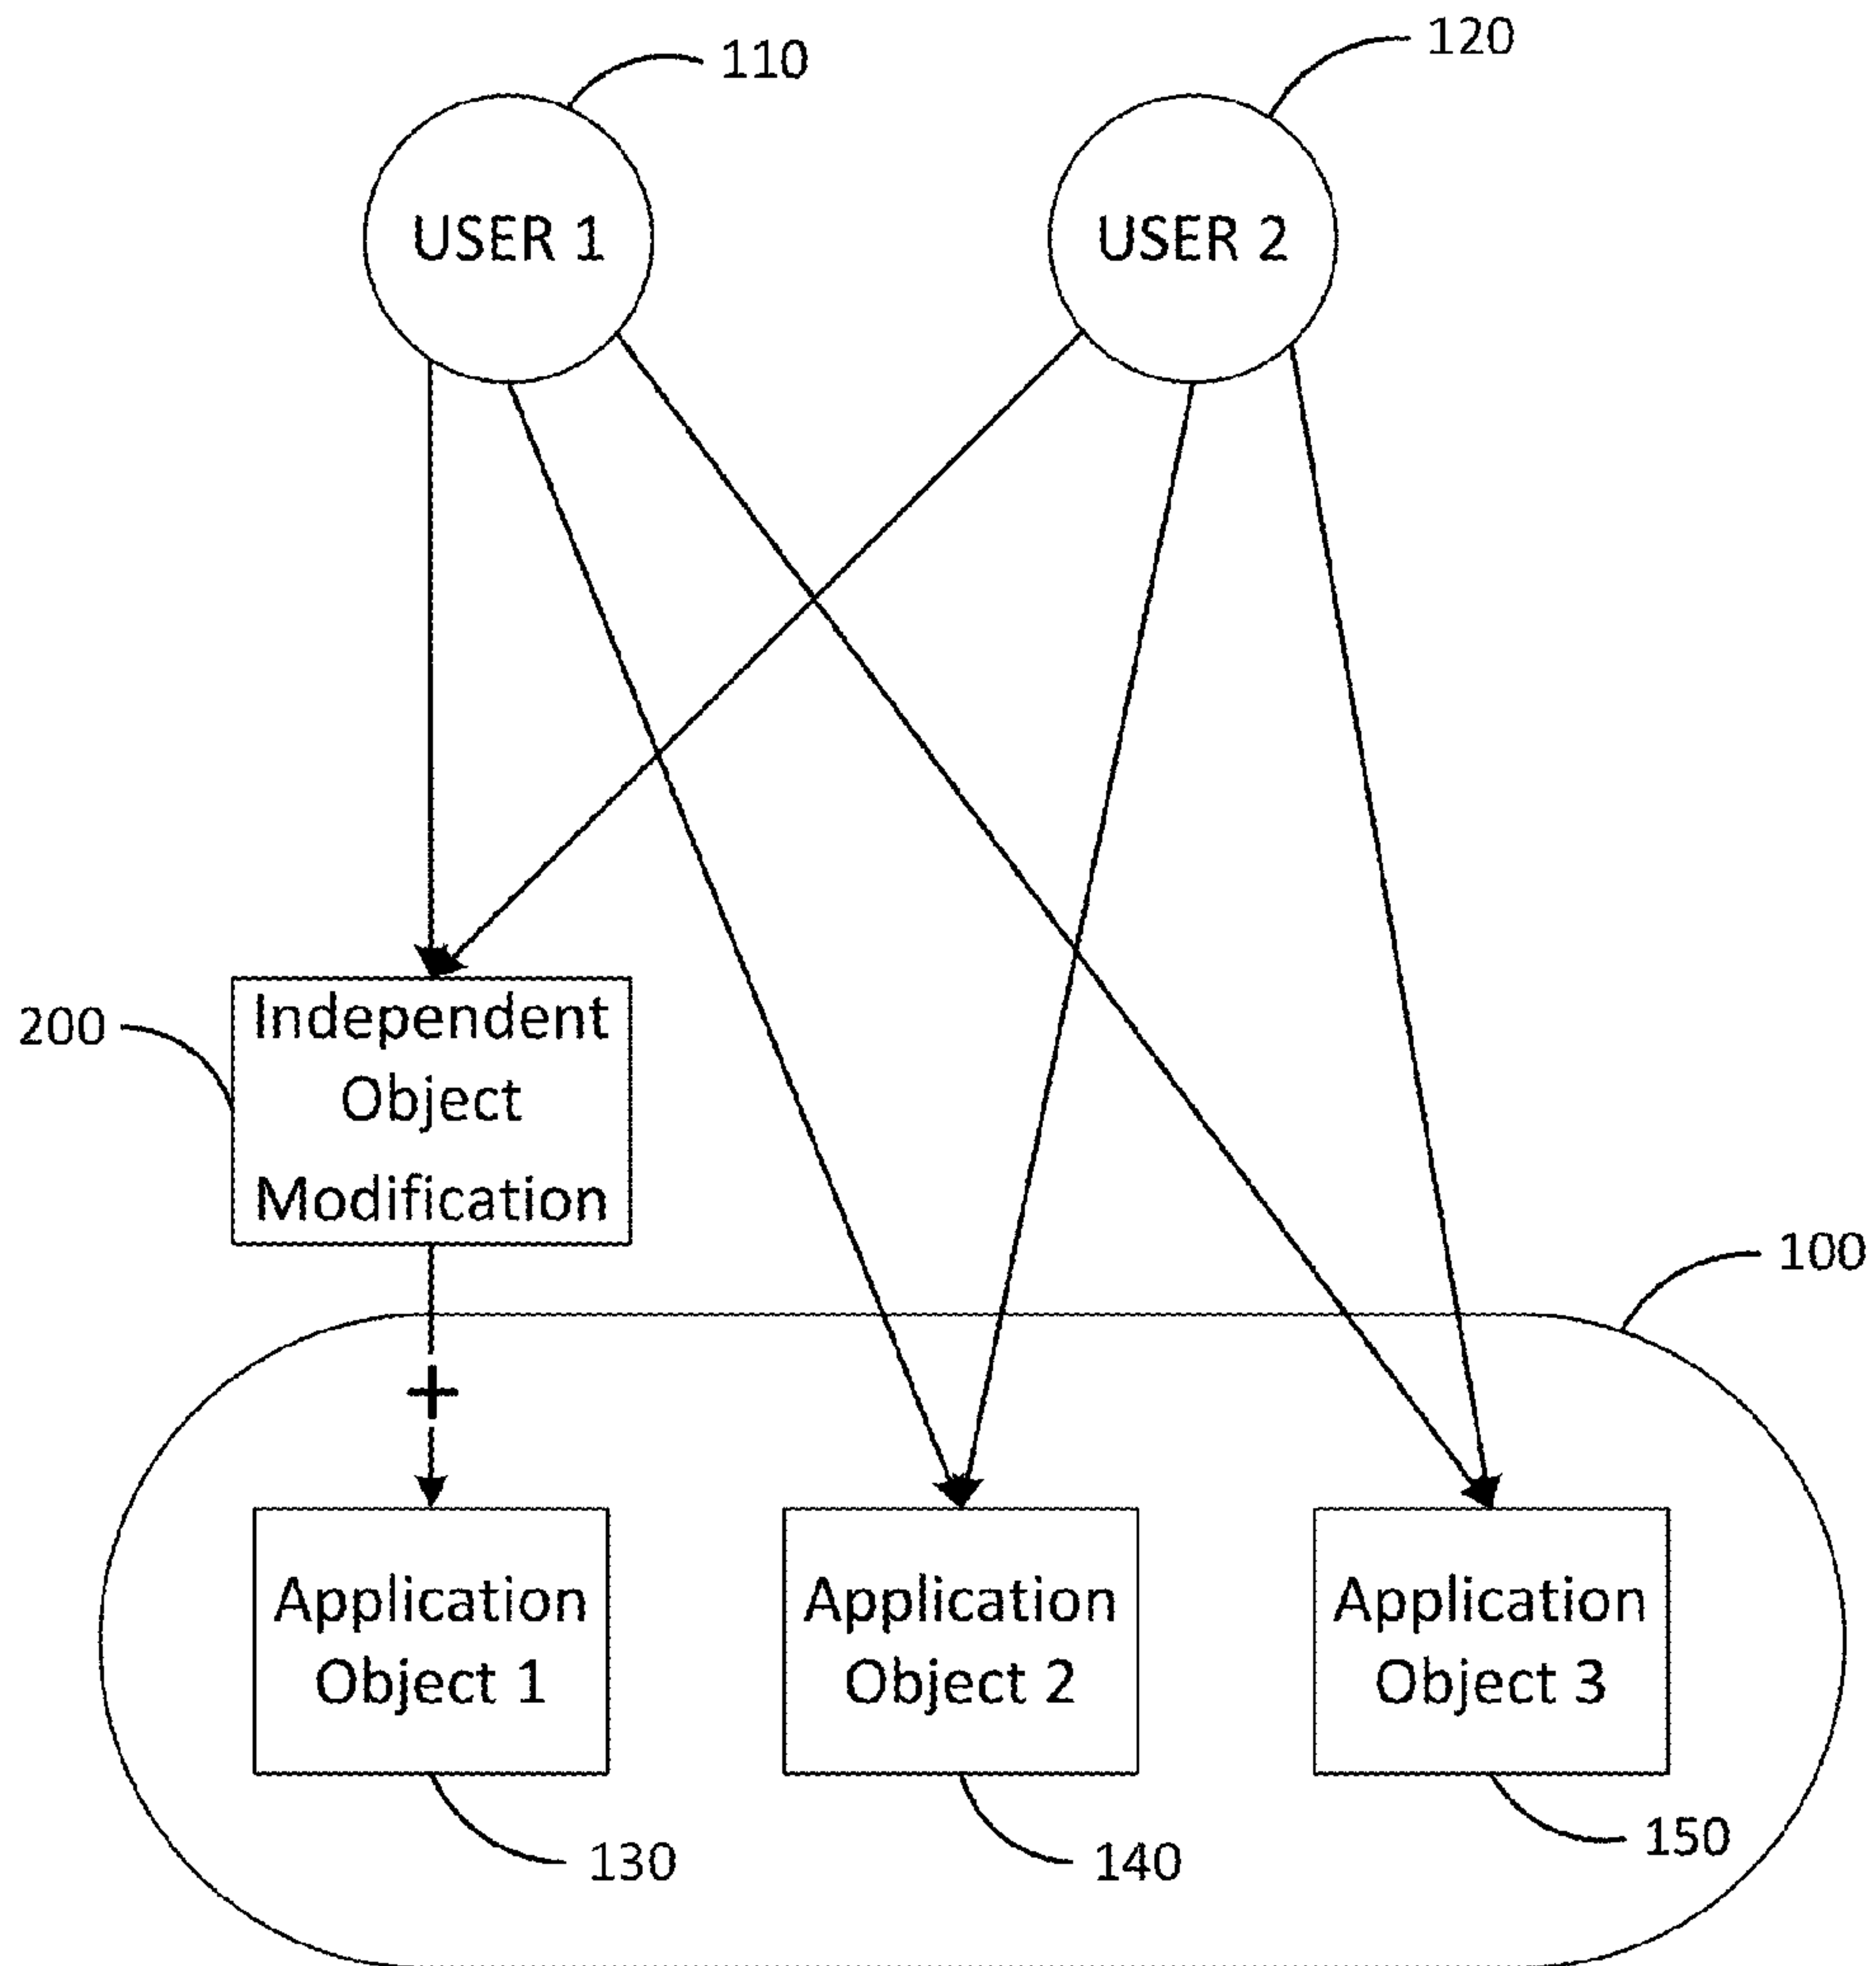 110
120
USER 1
USER 2
200
Independent
Object
Modification
100
+
Application
Object 1
Application
Object 2
Application
Object 3
130
140
150